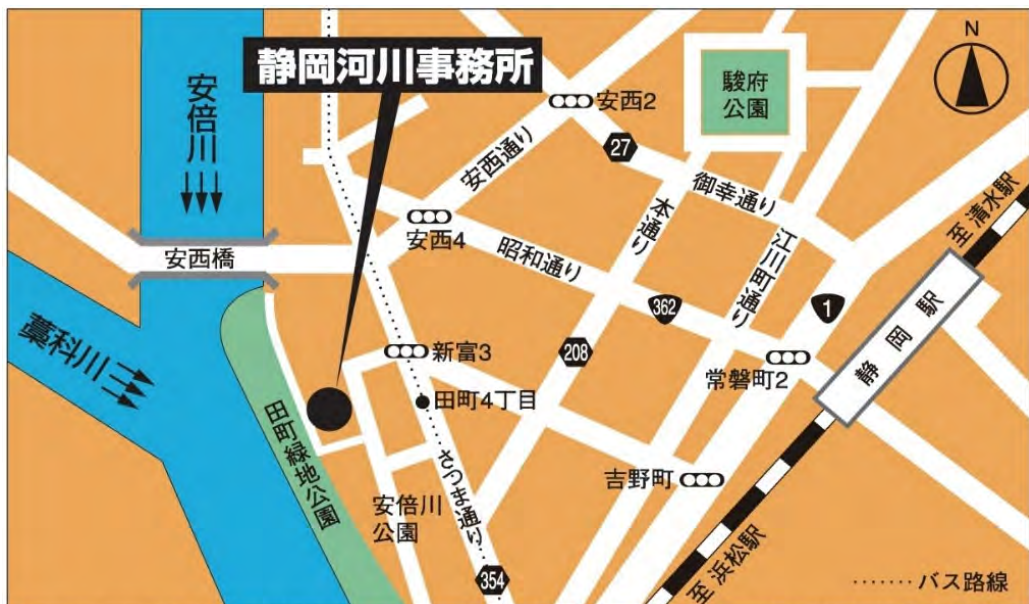 静岡河川事務所
N
安倍川
安西2
駿府
公園
27
安西通り
御幸通り
至 清水駅
安西4
本通り
江川町通り
安西橋
昭和通り
362
1
静岡駅
藁科川
新富3
208
常磐町2
田町4丁目
田町緑地公園
さつま通り
吉野町
安倍川
公園
354
至 浜松駅
バス路線